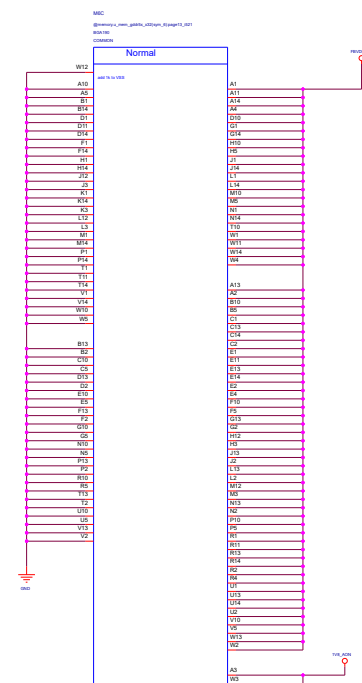 M6C
BGA180
COMMON
Normal
W12
add 1k to VSS
A10
A5
B1
B14
D1
D11
D14
F1
F14
H1
H14
J12
J3
K1
K14
K3
L12
L3
M1
M14
P1
P14
T1
T11
T14
V1
V14
W10
W5
B13
B2
C10
C5
D13
D2
E10
E5
F13
F2
G10
G5
N10
N5
P13
P2
R10
R5
T13
T2
U10
U5
V13
V2
GND
A1
A11
A14
A4
D10
G1
G14
H10
H5
J1
J14
L1
L14
M10
M5
N1
N14
T10
W1
W11
W14
W4
A13
A2
B10
B5
C1
C13
C14
C2
E1
E11
E13
E14
E2
E4
F10
F5
G13
G2
H12
H3
J13
J2
L13
L2
M12
M3
N13
N2
P10
P5
R1
R11
R13
R14
R2
R4
U1
U13
U14
U2
V10
V5
W13
W2
A3
W3
1V8_AON